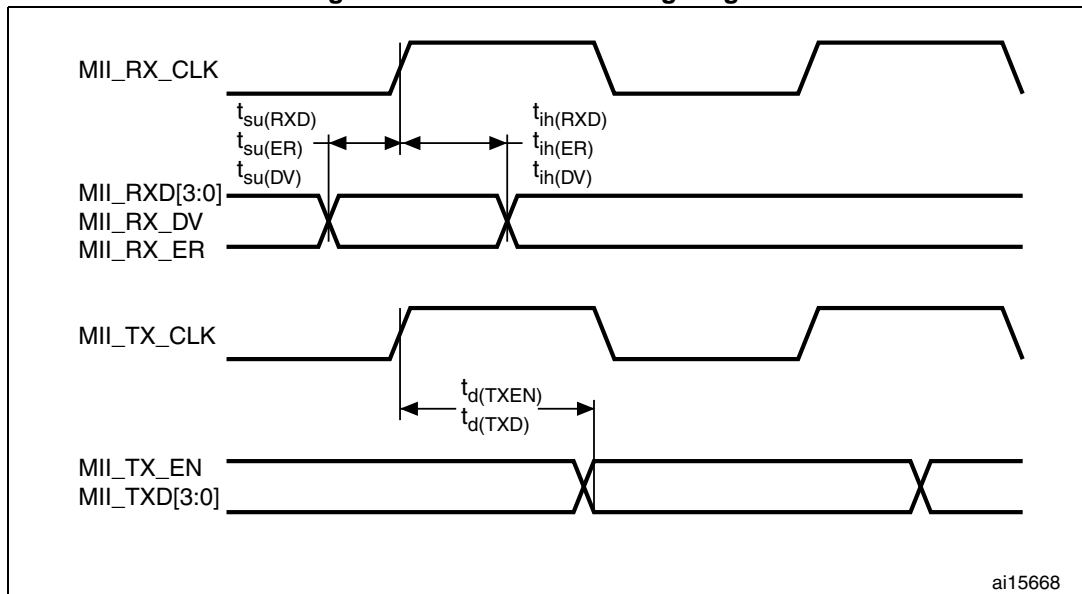 MII_RX_CLK
tsu(RXD)
tsu(ER)
tsu(DV)
tih(RXD)
tih(ER)
tih(DV)
MII_RXD[3:0]
MII_RX_DV
MII_RX_ER
MII_TX_CLK
td(TXEN)
td(TXD)
MII_TX_EN
MII_TXD[3:0]
ai15668